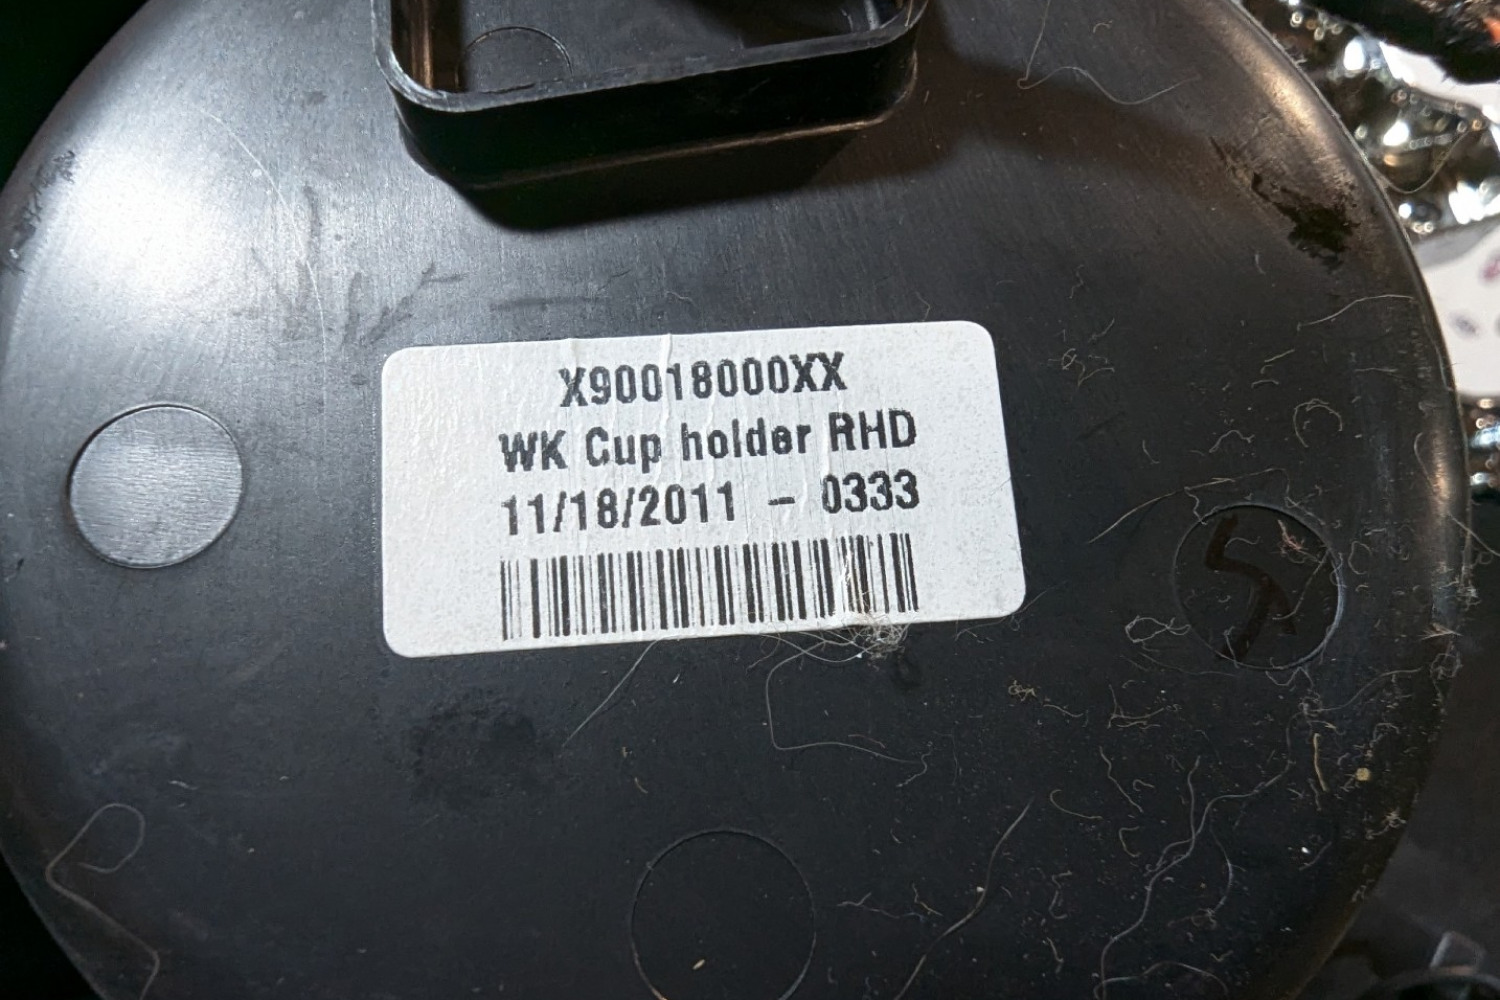 X90018000XX
WK Cup holder RHD
11/18/2011 - 0333